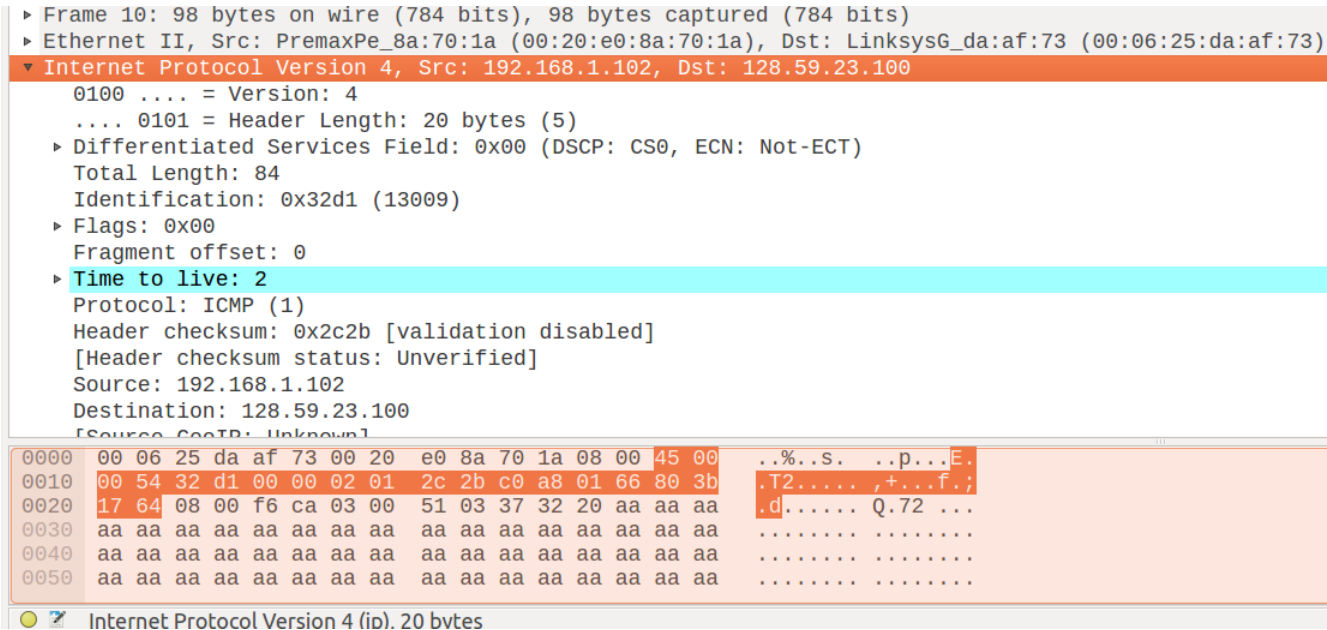 Frame 10: 98 bytes on wire (784 bits), 98 bytes captured (784 bits)
Ethernet II, Src: PremaxPe_8a:70:1a (00:20:e0:8a:70:1a), Dst: LinksysG_da:af:73 (00:06:25:da:af:73)
Internet Protocol Version 4, Src: 192.168.1.102, Dst: 128.59.23.100
0100 .... = Version: 4
.... 0101 = Header Length: 20 bytes (5)
Differentiated Services Field: 0x00 (DSCP: CS0, ECN: Not-ECT)
Total Length: 84
Identification: 0x32d1 (13009)
Flags: 0x00
Fragment offset: 0
Time to live: 2
Protocol: ICMP (1)
Header checksum: 0x2c2b [validation disabled]
[Header checksum status: Unverified]
Source: 192.168.1.102
Destination: 128.59.23.100
[Source GeoIP: Unknown]
0000 00 06 25 da af 73 00 20 e0 8a 70 1a 08 00 45 00 ..%..s. ..p...E.
0010 00 54 32 d1 00 00 02 01 2c 2b c0 a8 01 66 80 3b .T2..... ,+...f.;
0020 17 64 08 00 f6 ca 03 00 51 03 37 32 20 aa aa aa .d...... Q.72 ...
0030 aa aa aa aa aa aa aa aa aa aa aa aa aa aa aa aa ........ ........
0040 aa aa aa aa aa aa aa aa aa aa aa aa aa aa aa aa ........ ........
0050 aa aa aa aa aa aa aa aa aa aa aa aa aa aa aa aa ........ ........
Internet Protocol Version 4 (ip), 20 bytes